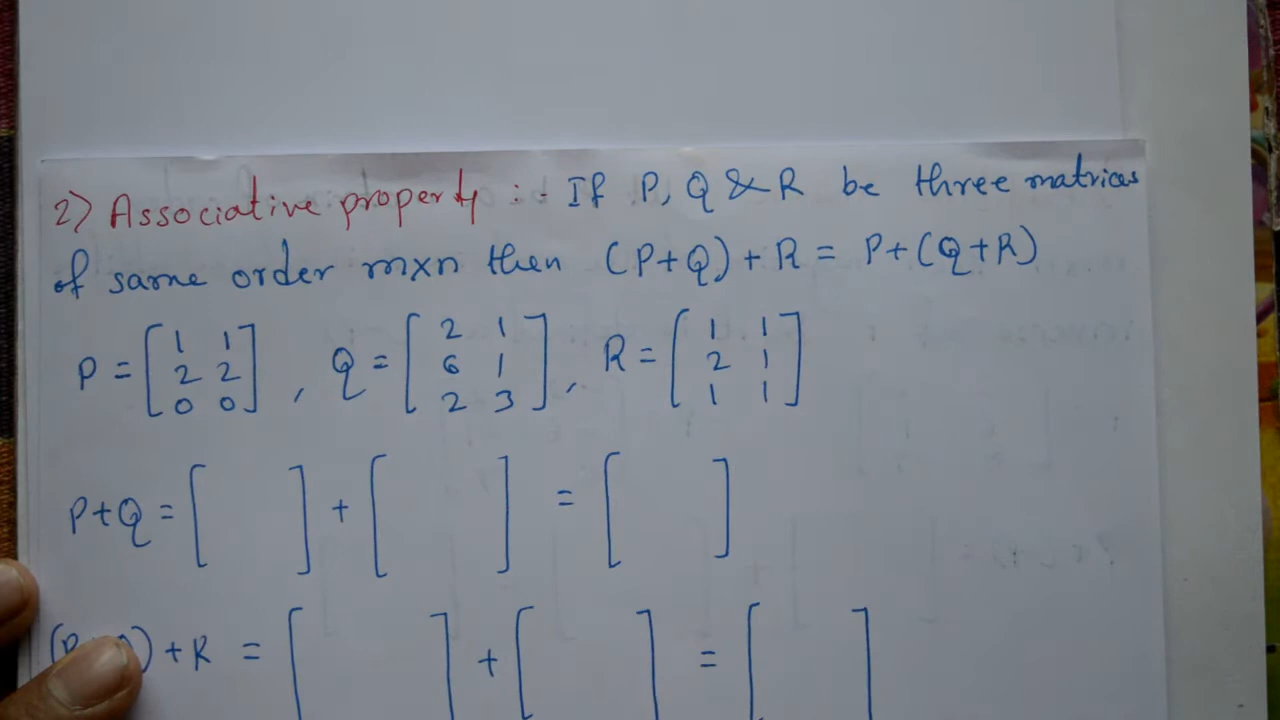 2) Associative property :- If P, Q & R be three matrices
of same order m×n then (P+Q)+R = P+(Q+R)
P = [1 1 2 2 0 0], Q = [2 1 6 1 2 3], R = [1 1 2 1 1 1]
P+Q = [ ] + [ ] = [ ]
(P+Q)+R = [ ] + [ ] = [ ]